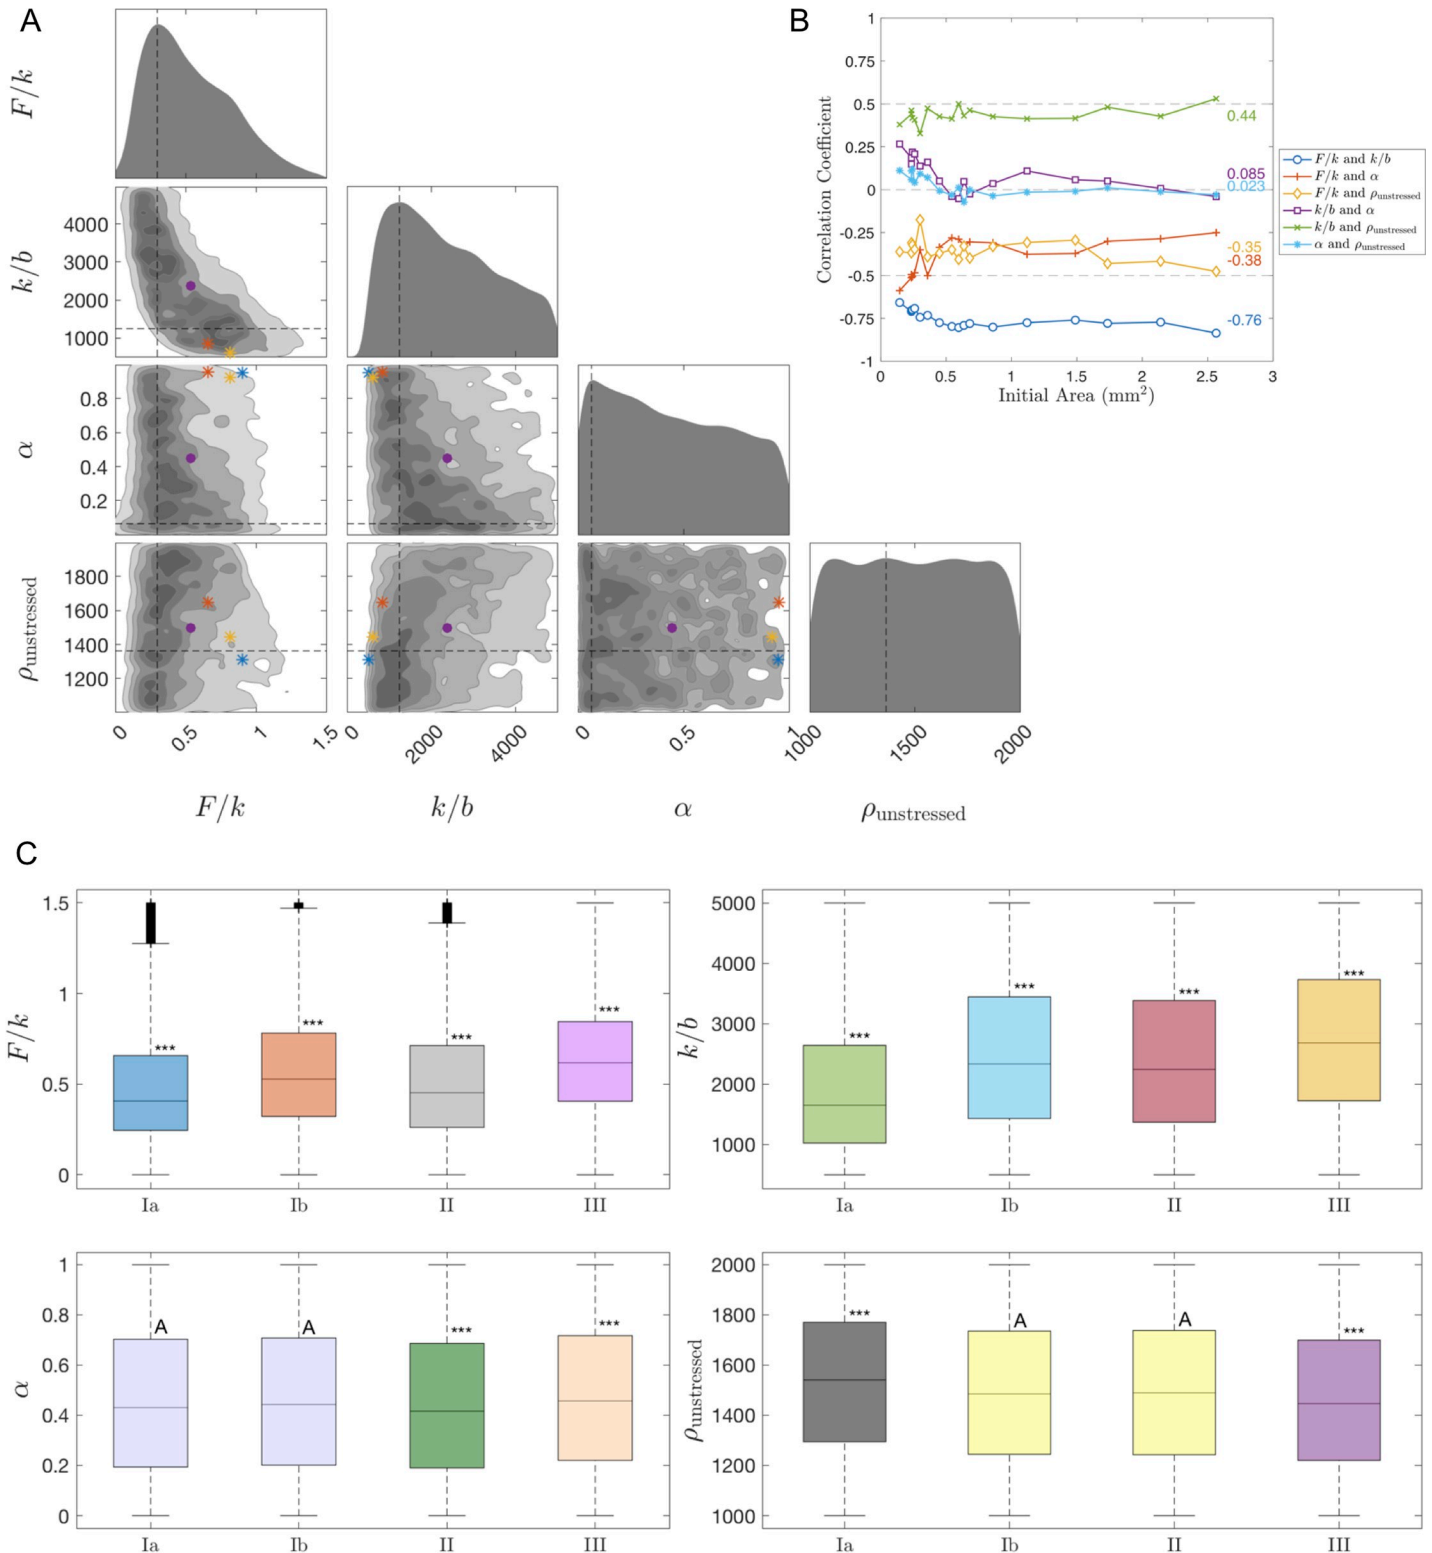 A
F/k
k/b
4000
3000
2000
1000
α
0.8
0.6
0.4
0.2
ρunstressed
1800
1600
1400
1200
0 0.5 1 1.5
0 2000 4000
0 0.5 1
1000 1500 2000
F/k k/b α ρunstressed
B
Correlation Coefficient
1
0.75
0.5
0.25
0
-0.25
-0.5
-0.75
-1
0 0.5 1 1.5 2 2.5 3
Initial Area (mm²)
0.44
0.085
0.023
-0.35
-0.38
-0.76
F/k and k/b
F/k and α
F/k and ρunstressed
k/b and α
k/b and ρunstressed
α and ρunstressed
C
F/k
1.5
1
0.5
0
*** *** *** ***
Ia Ib II III
k/b
5000
4000
3000
2000
1000
*** *** *** ***
Ia Ib II III
α
1
0.8
0.6
0.4
0.2
0
A A *** ***
Ia Ib II III
ρunstressed
2000
1800
1600
1400
1200
1000
*** A A ***
Ia Ib II III